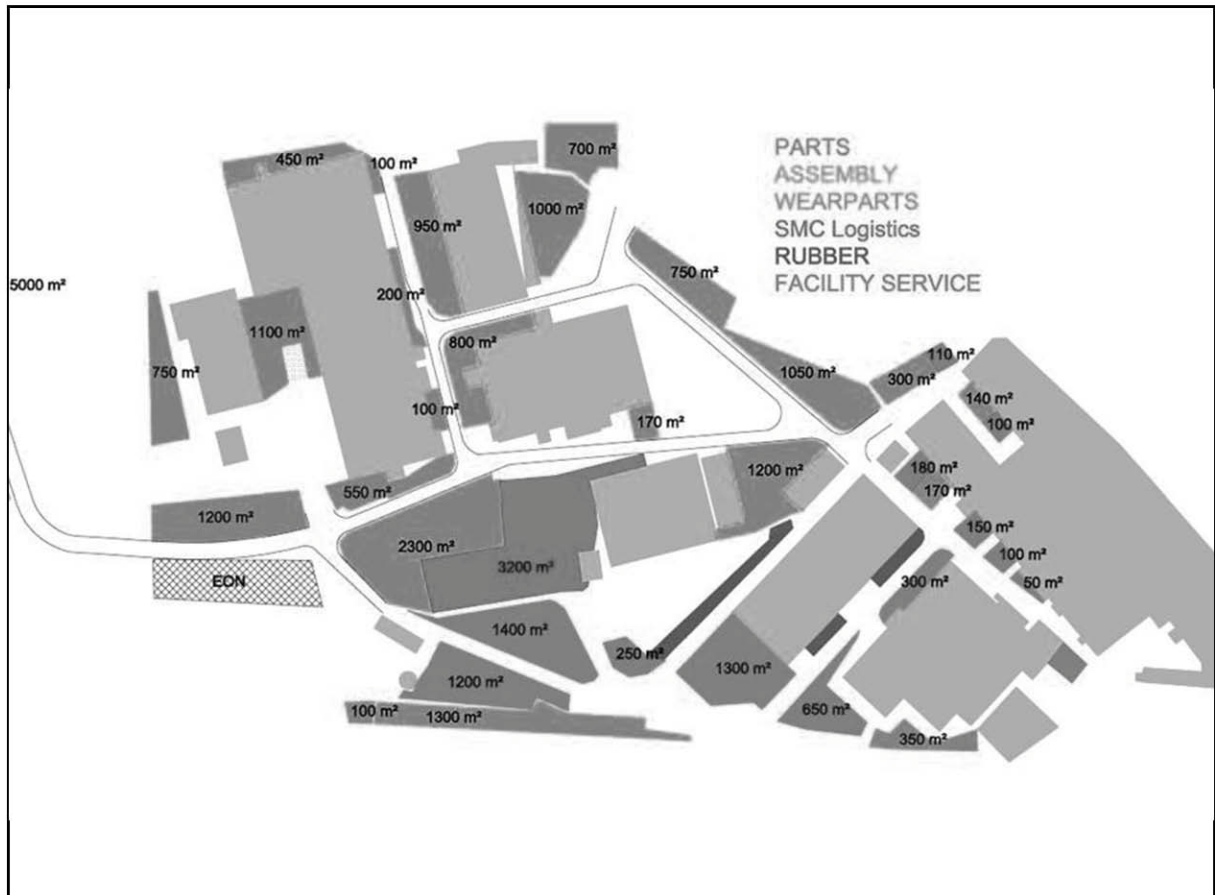 450 m²
100 m²
700 m²
PARTS
ASSEMBLY
WEARPARTS
SMC Logistics
RUBBER
FACILITY SERVICE
950 m²
1000 m²
750 m²
5000 m²
200 m²
1100 m²
800 m²
750 m²
1050 m²
110 m²
300 m²
140 m²
100 m²
100 m²
170 m²
550 m²
1200 m²
180 m²
170 m²
1200 m²
150 m²
2300 m²
3200 m²
100 m²
EON
300 m²
50 m²
1400 m²
250 m²
1300 m²
1200 m²
100 m²
1300 m²
650 m²
350 m²